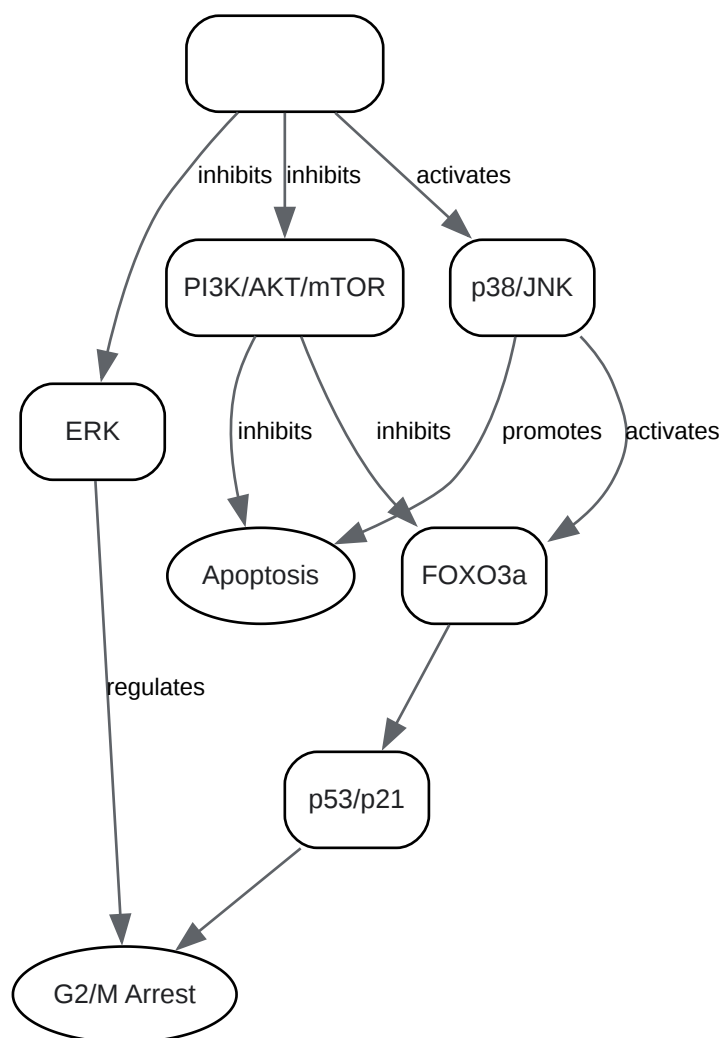 inhibits
inhibits
activates
PI3K/AKT/mTOR
p38/JNK
ERK
inhibits
inhibits
promotes
activates
Apoptosis
FOXO3a
regulates
p53/p21
G2/M Arrest